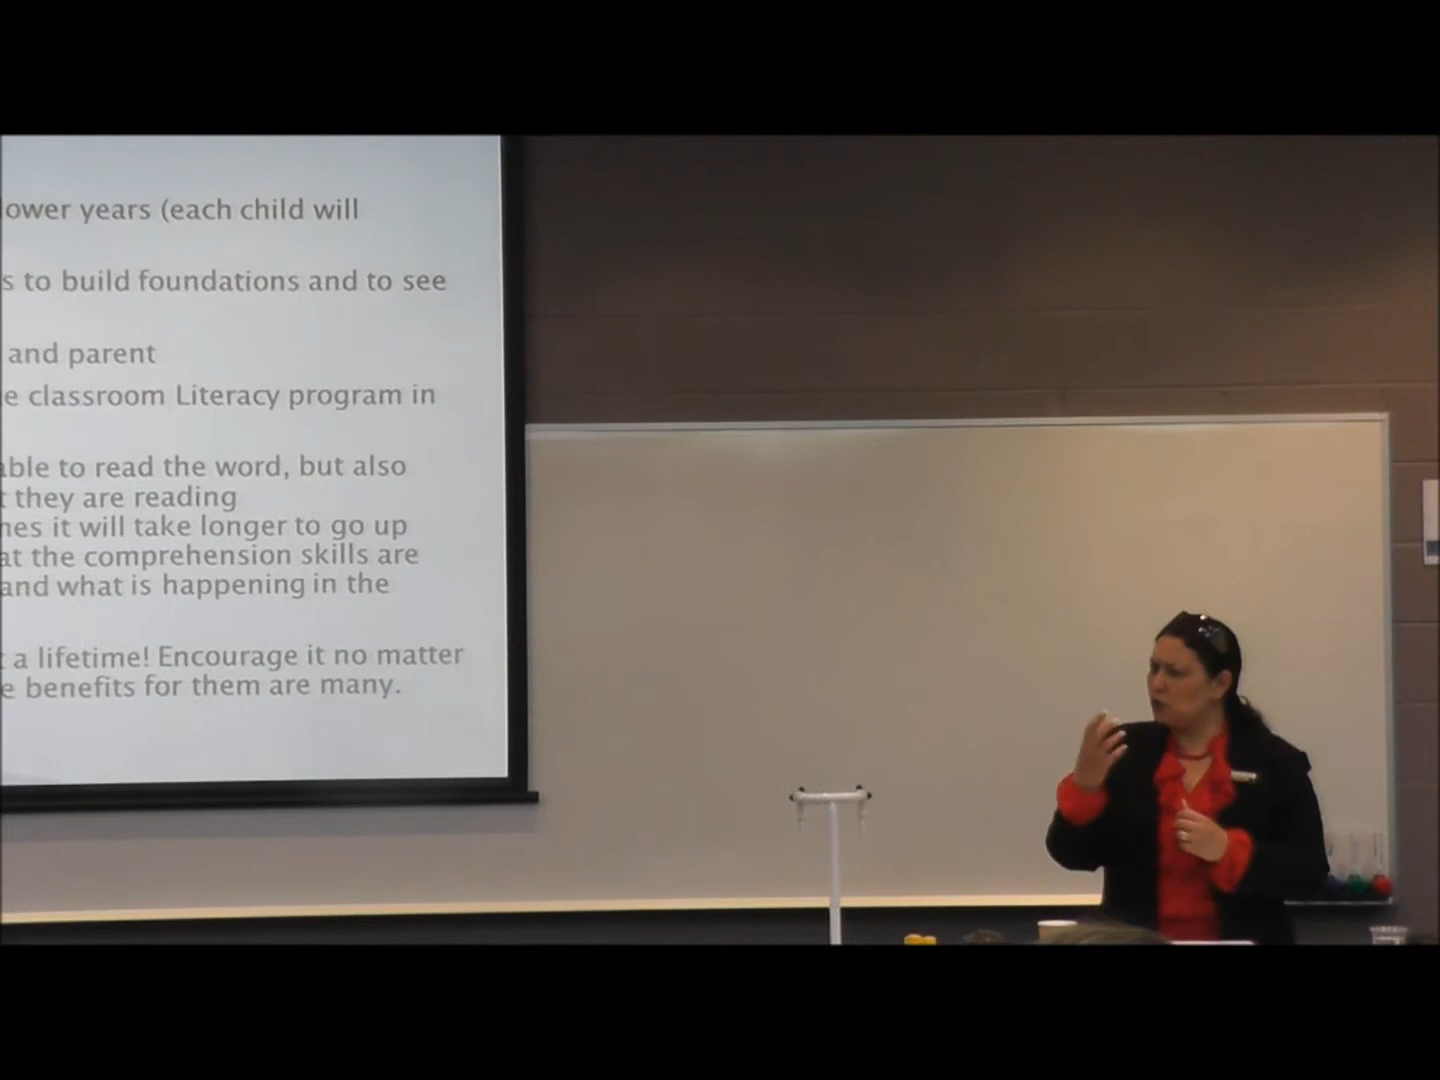 ower years (each child will
s to build foundations and to see
and parent
e classroom Literacy program in
able to read the word, but also
t they are reading
nes it will take longer to go up
at the comprehension skills are
and what is happening in the
t a lifetime! Encourage it no matter
e benefits for them are many.